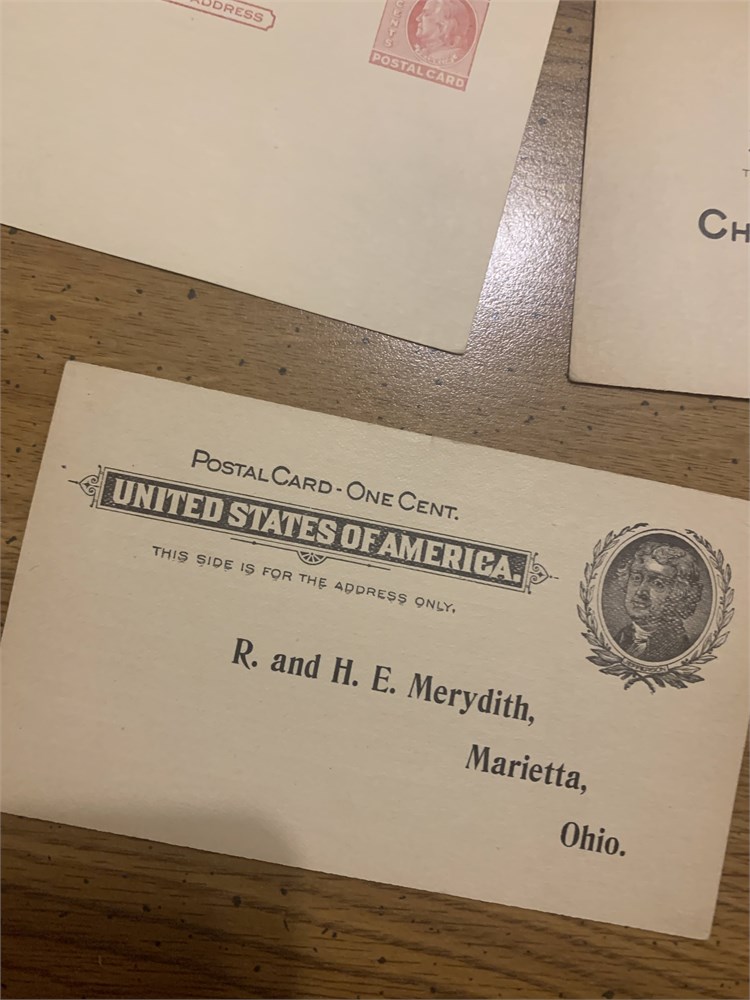 ADDRESS
CENTS
POSTAL CARD
CH
POSTAL CARD - ONE CENT.
UNITED STATES OF AMERICA.
THIS SIDE IS FOR THE ADDRESS ONLY.
R. and H. E. Merydith,
Marietta,
Ohio.